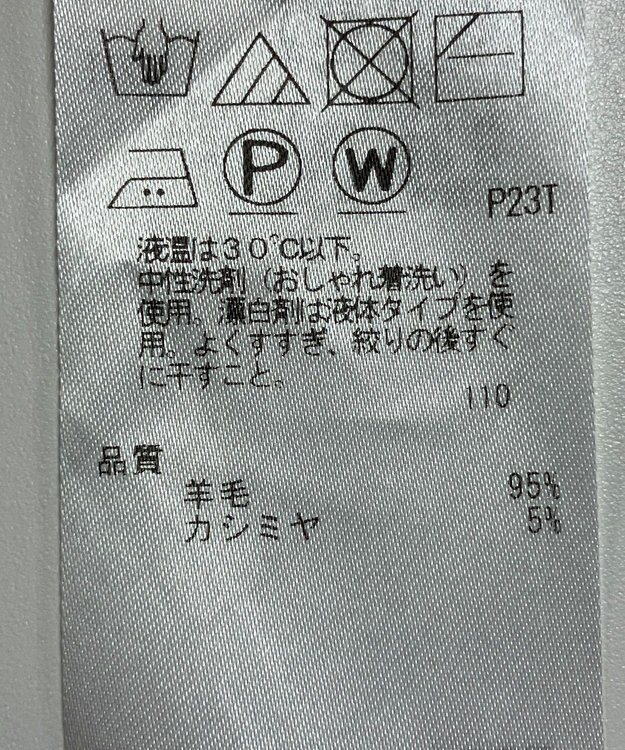 P W
P23T
液温は30℃以下。
中性洗剤（おしゃれ着洗い）を
使用。漂白剤は液体タイプを使
用。よくすすぎ、絞りの後すぐ
に干すこと。
110
品質
羊毛 95%
カシミヤ 5%